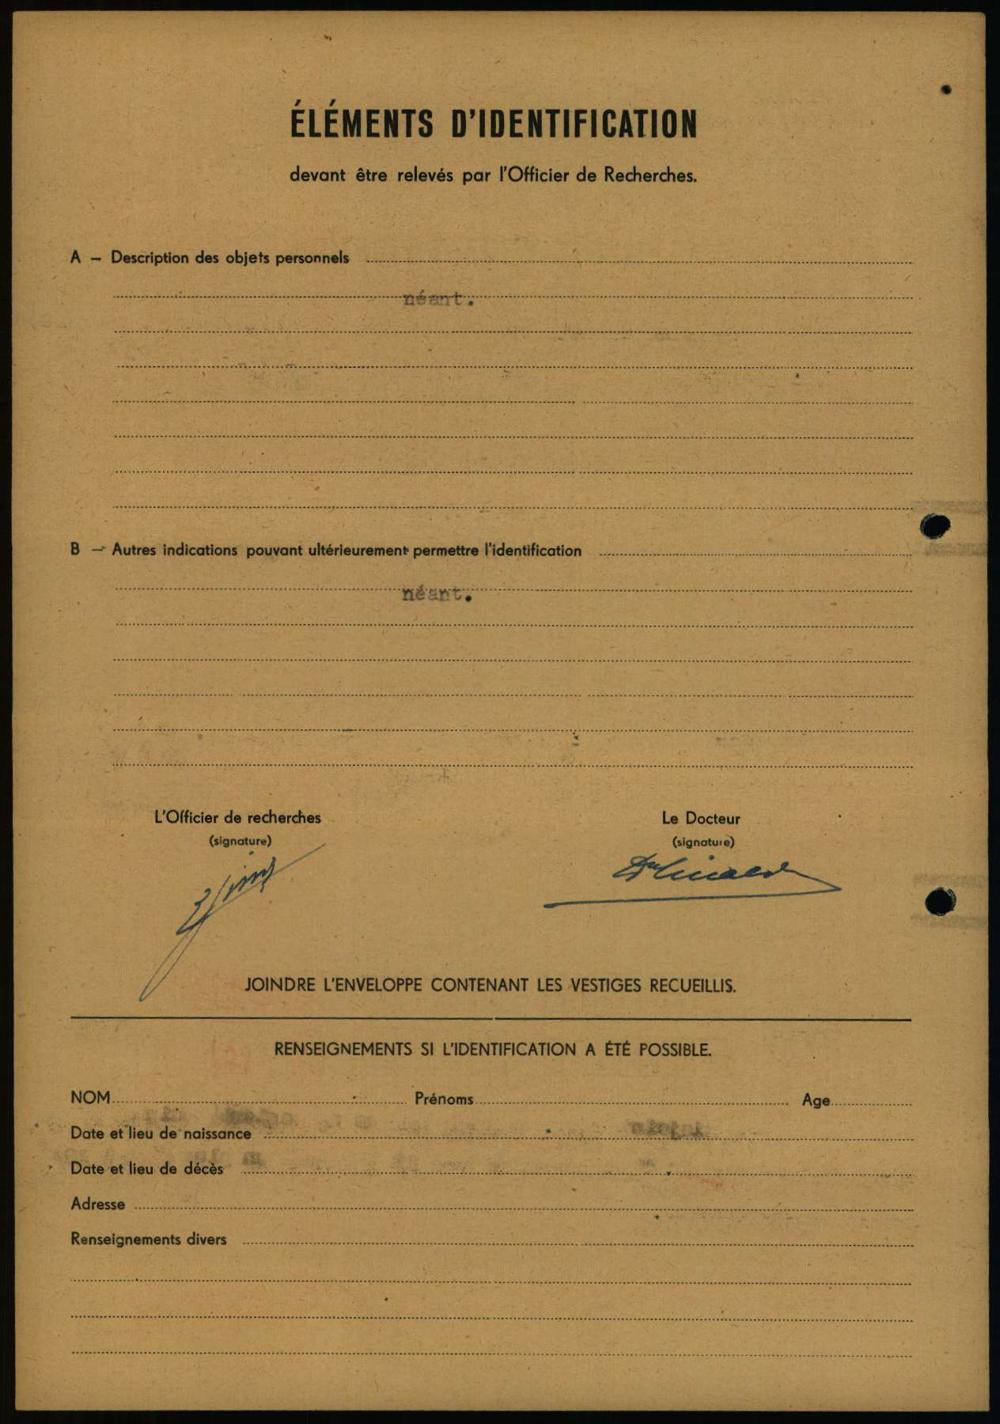 ÉLÉMENTS D'IDENTIFICATION
devant être relevés par l'Officier de Recherches.
A – Description des objets personnels
néant.
B – Autres indications pouvant ultérieurement permettre l'identification
néant.
L'Officier de recherches
(signature)
Le Docteur
(signature)
JOINDRE L'ENVELOPPE CONTENANT LES VESTIGES RECUEILLIS.
RENSEIGNEMENTS SI L'IDENTIFICATION A ÉTÉ POSSIBLE.
NOM Prénoms Age
Date et lieu de naissance
Date et lieu de décès
Adresse
Renseignements divers